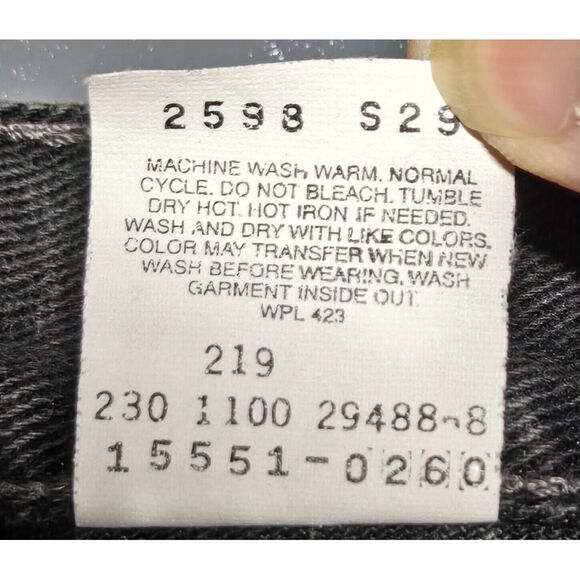 2598 S29
MACHINE WASH WARM. NORMAL
CYCLE. DO NOT BLEACH. TUMBLE
DRY HOT. HOT IRON IF NEEDED.
WASH AND DRY WITH LIKE COLORS.
COLOR MAY TRANSFER WHEN NEW
WASH BEFORE WEARING. WASH
GARMENT INSIDE OUT.
WPL 423
219
230 1100 29488-8
15551-0260